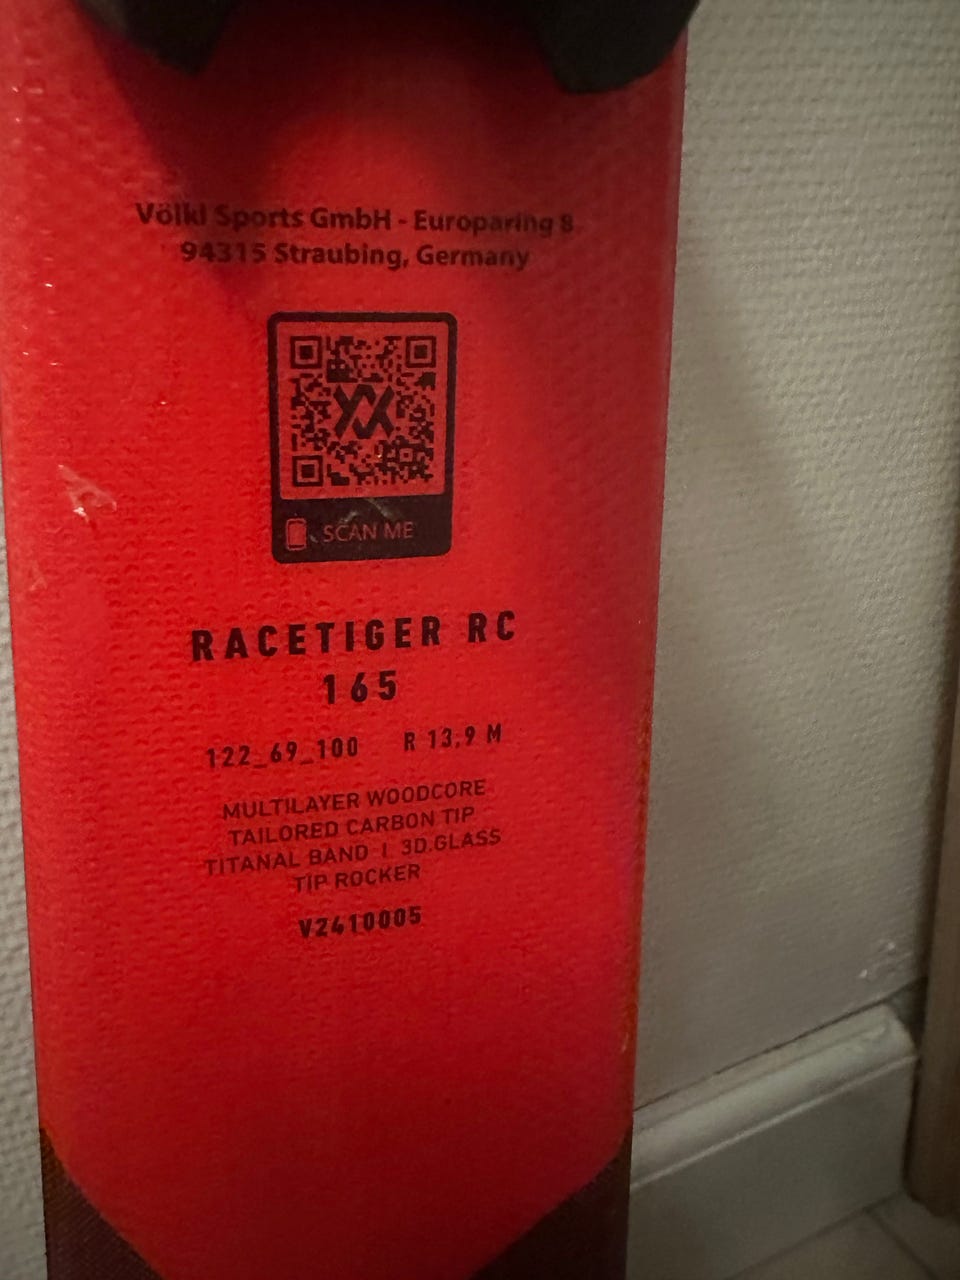 Völkl Sports GmbH - Europaring 8
94315 Straubing, Germany
SCAN ME
RACETIGER RC
165
122_69_100 R 13,9 M
MULTILAYER WOODCORE
TAILORED CARBON TIP
TITANAL BAND I 3D.GLASS
TIP ROCKER
V2410005